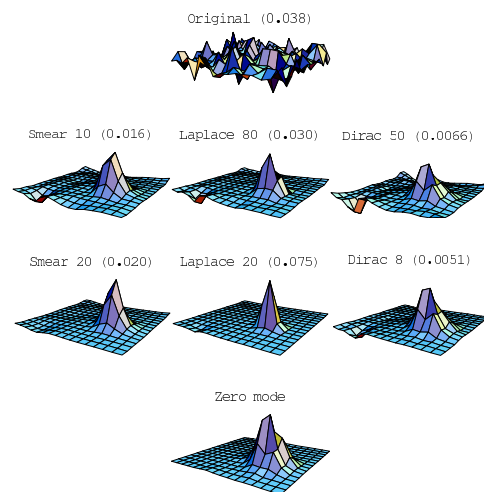 Original (0.038)
Smear 10 (0.016) Laplace 80 (0.030) Dirac 50 (0.0066)
Smear 20 (0.020) Laplace 20 (0.075) Dirac 8 (0.0051)
Zero mode